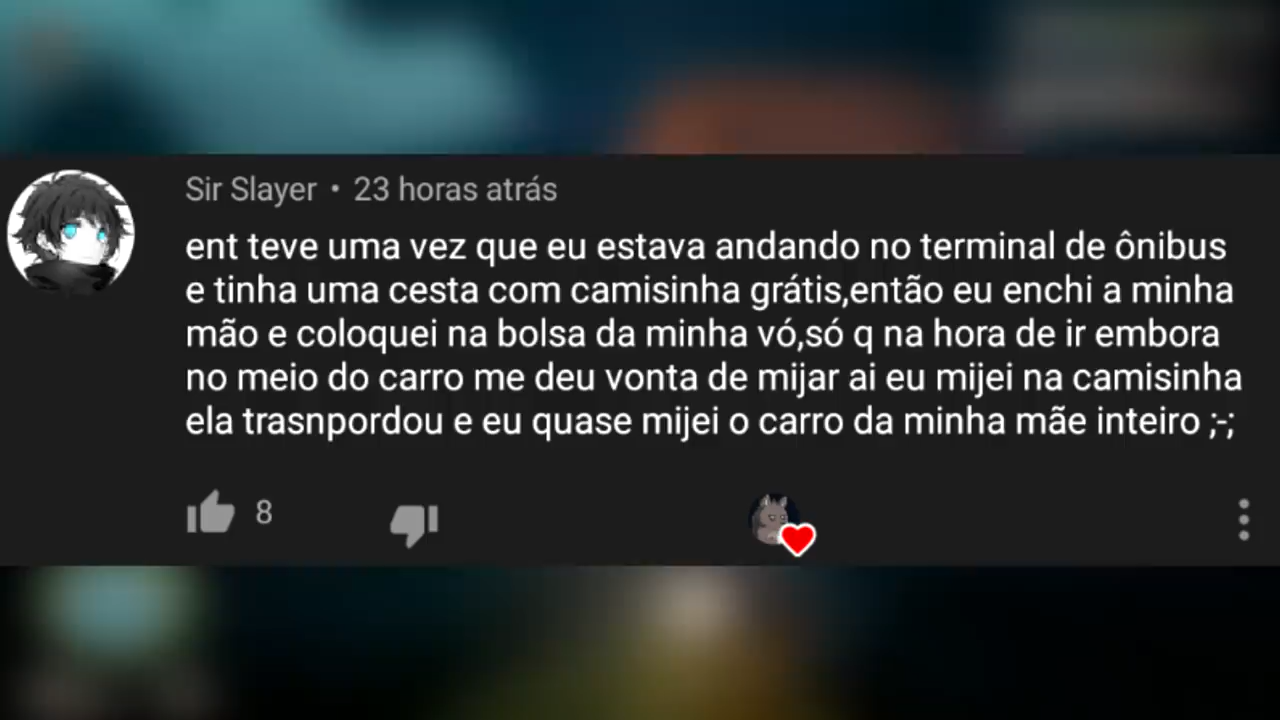 Sir Slayer • 23 horas atrás
ent teve uma vez que eu estava andando no terminal de ônibus
e tinha uma cesta com camisinha grátis,então eu enchi a minha
mão e coloquei na bolsa da minha vó,só q na hora de ir embora
no meio do carro me deu vonta de mijar ai eu mijei na camisinha
ela trasnpordou e eu quase mijei o carro da minha mãe inteiro ;-;
8